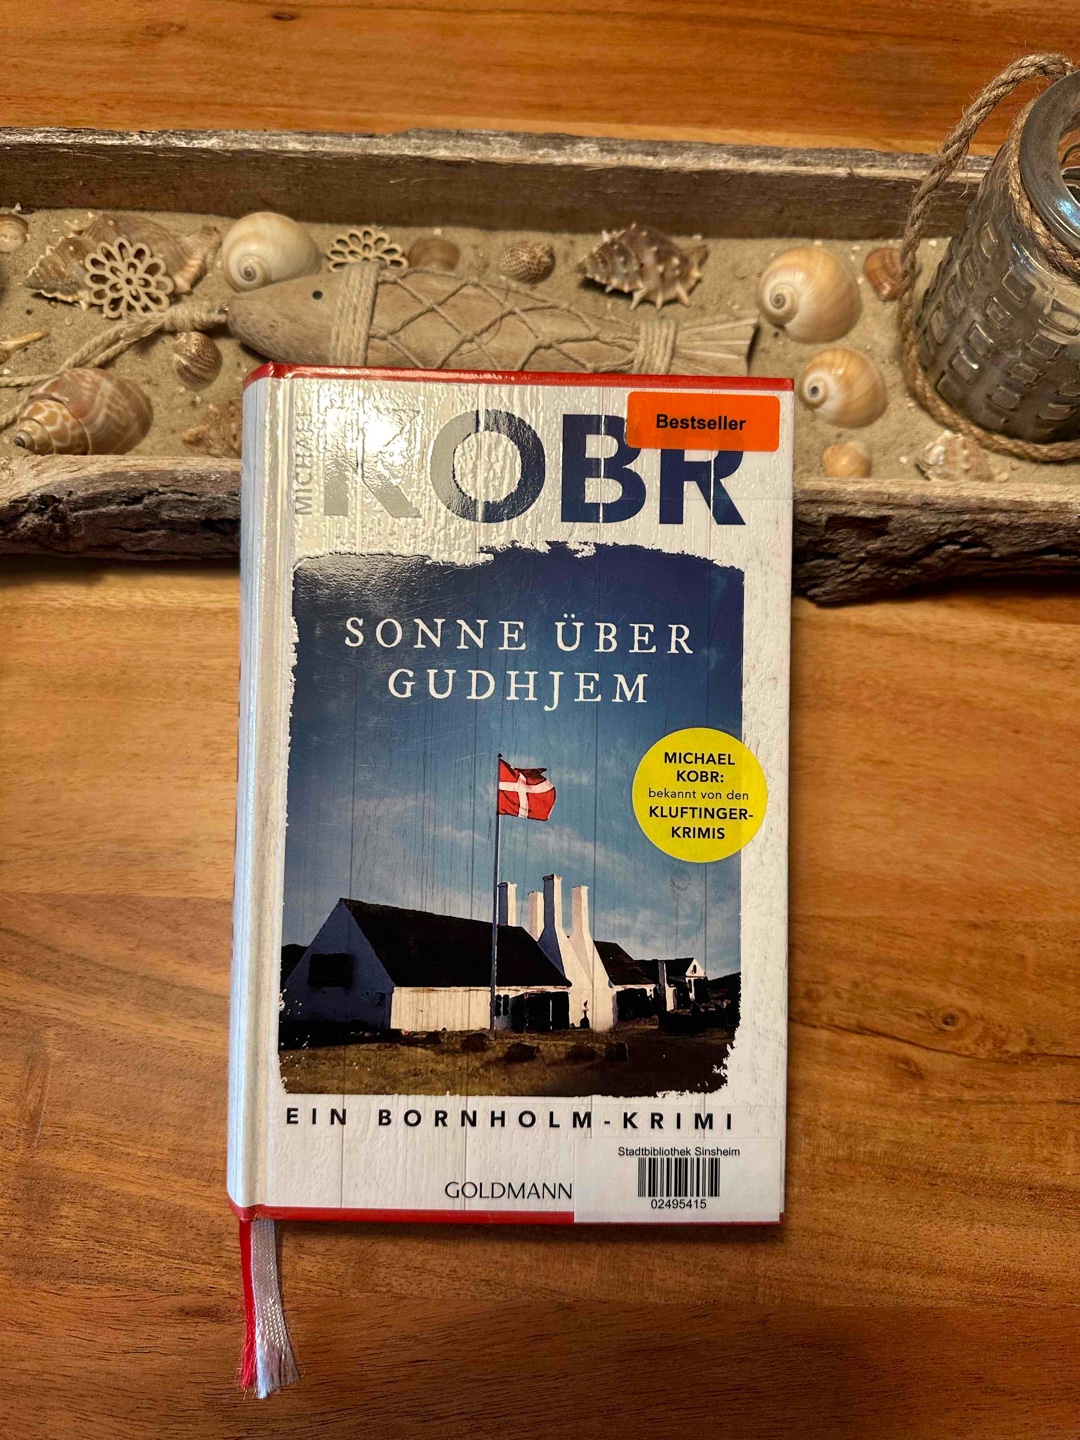 MICHAEL
KOBR
Bestseller
SONNE ÜBER
GUDHJEM
MICHAEL
KOBR:
bekannt von den
KLUFTINGER-
KRIMIS
EIN BORNHOLM-KRIMI
GOLDMANN
Stadtbibliothek Sinsheim
02495415